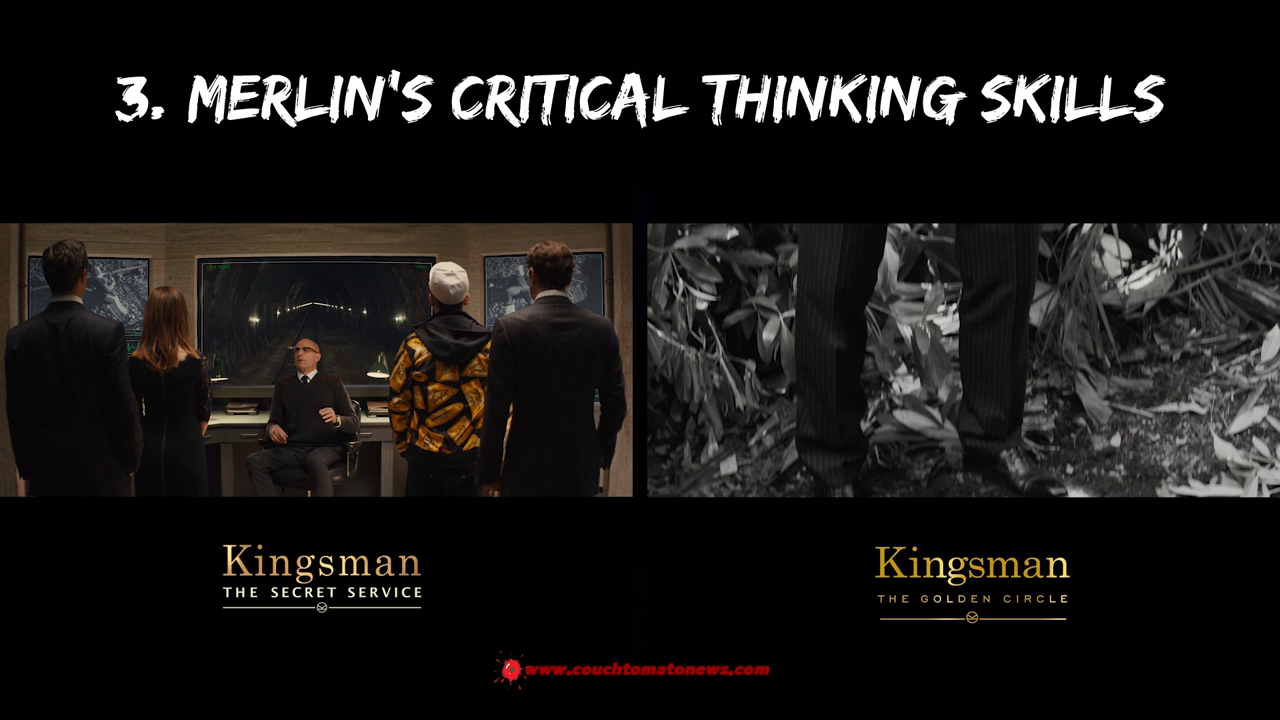 3. MERLIN'S CRITICAL THINKING SKILLS
Kingsman
THE SECRET SERVICE
Kingsman
THE GOLDEN CIRCLE
www.couchtomatonews.com